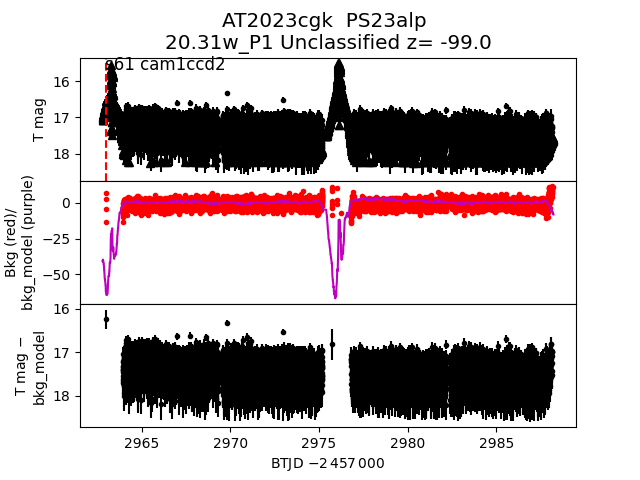 AT2023cgk PS23alp
20.31w_P1 Unclassified z= -99.0
s61 cam1ccd2
16
17
18
T mag
0
−25
−50
Bkg (red)/
bkg_model (purple)
16
17
18
T mag −
bkg_model
2965 2970 2975 2980 2985
BTJD −2 457 000